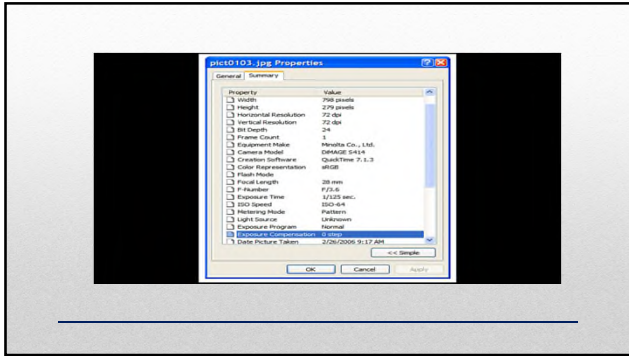 pict0103.jpg Properties
General Summary
Property Value
Width 798 pixels
Height 279 pixels
Horizontal Resolution 72 dpi
Vertical Resolution 72 dpi
Bit Depth 24
Frame Count 1
Equipment Make Minolta Co., Ltd.
Camera Model DiMAGE S414
Creation Software QuickTime 7.1.3
Color Representation sRGB
Flash Mode
Focal Length 28 mm
F-Number F/3.6
Exposure Time 1/125 sec.
ISO Speed ISO-64
Metering Mode Pattern
Light Source Unknown
Exposure Program Normal
Exposure Compensation 0 step
Date Picture Taken 2/26/2006 9:17 AM
<< Simple
OK Cancel Apply